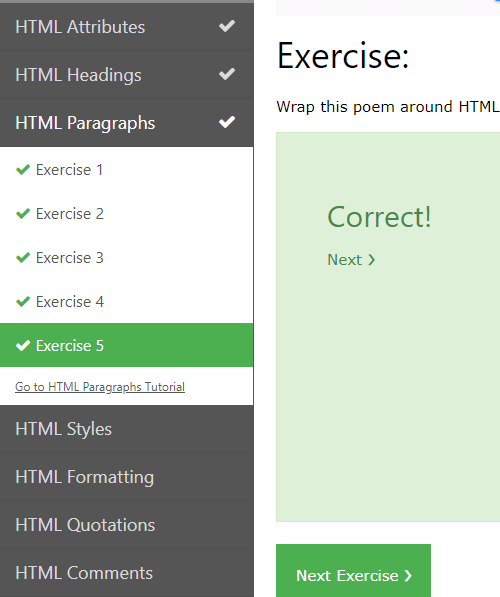 HTML Attributes
HTML Headings
HTML Paragraphs
Exercise 1
Exercise 2
Exercise 3
Exercise 4
Exercise 5
Go to HTML Paragraphs Tutorial
HTML Styles
HTML Formatting
HTML Quotations
HTML Comments
Exercise:
Wrap this poem around HTML
Correct!
Next ❯
Next Exercise ❯